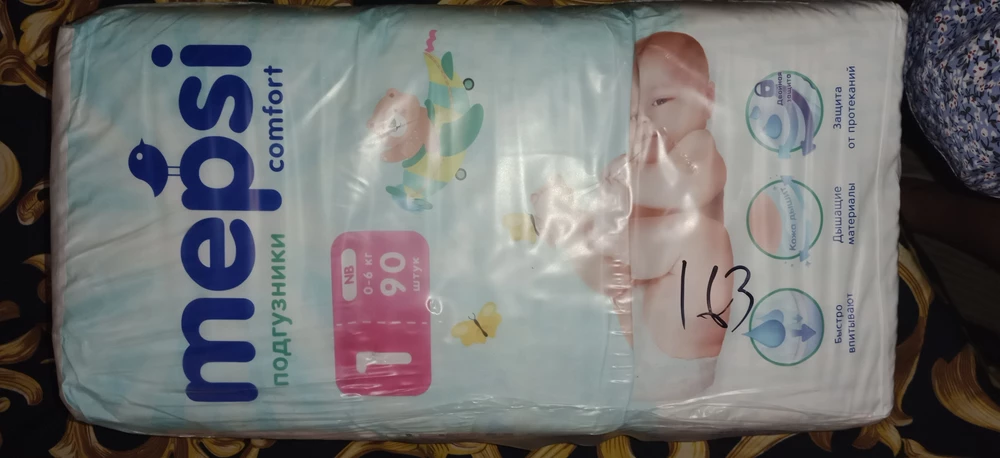 mepsi
подгузники comfort
1
NB
0-6 кг
90
штук
Двойная
защита
Защита
от протеканий
Кожа дышит
Дышащие
материалы
Быстро
впитывают